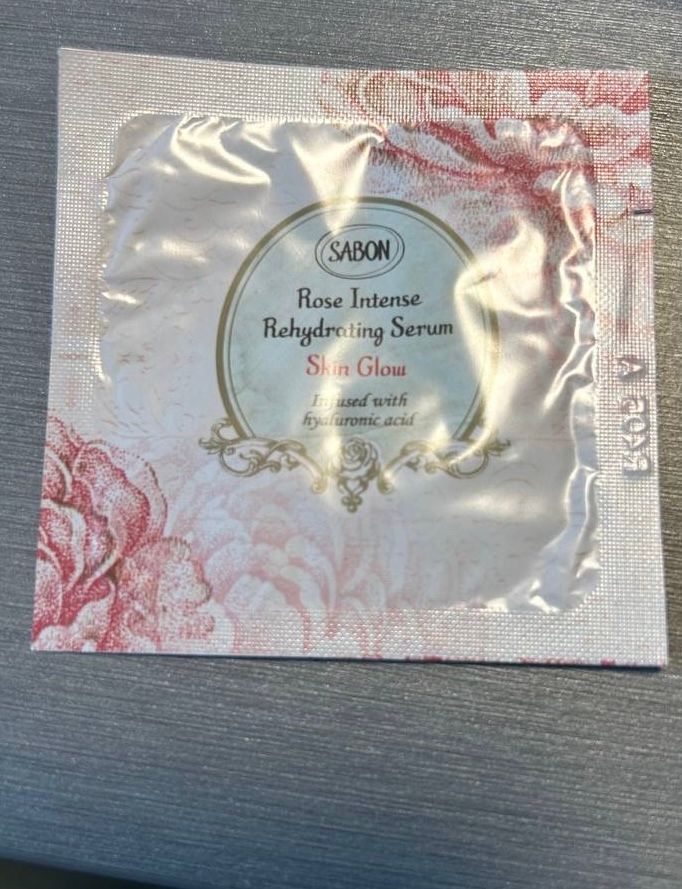 SABON
Rose Intense
Rehydrating Serum
Skin Glow
Infused with
hyaluronic acid